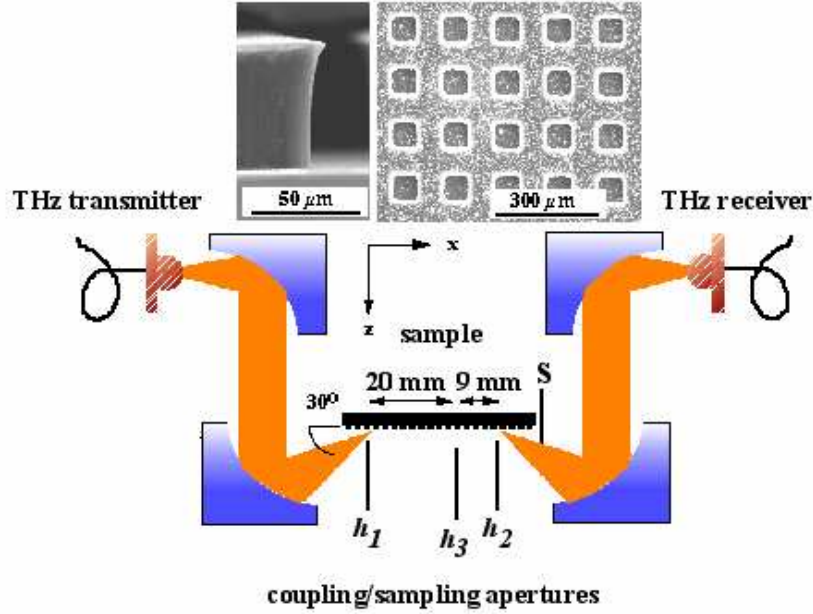 50 μm
300 μm
THz transmitter
THz receiver
x
z
sample
20 mm
9 mm
S
30º
h1
h3
h2
coupling/sampling apertures